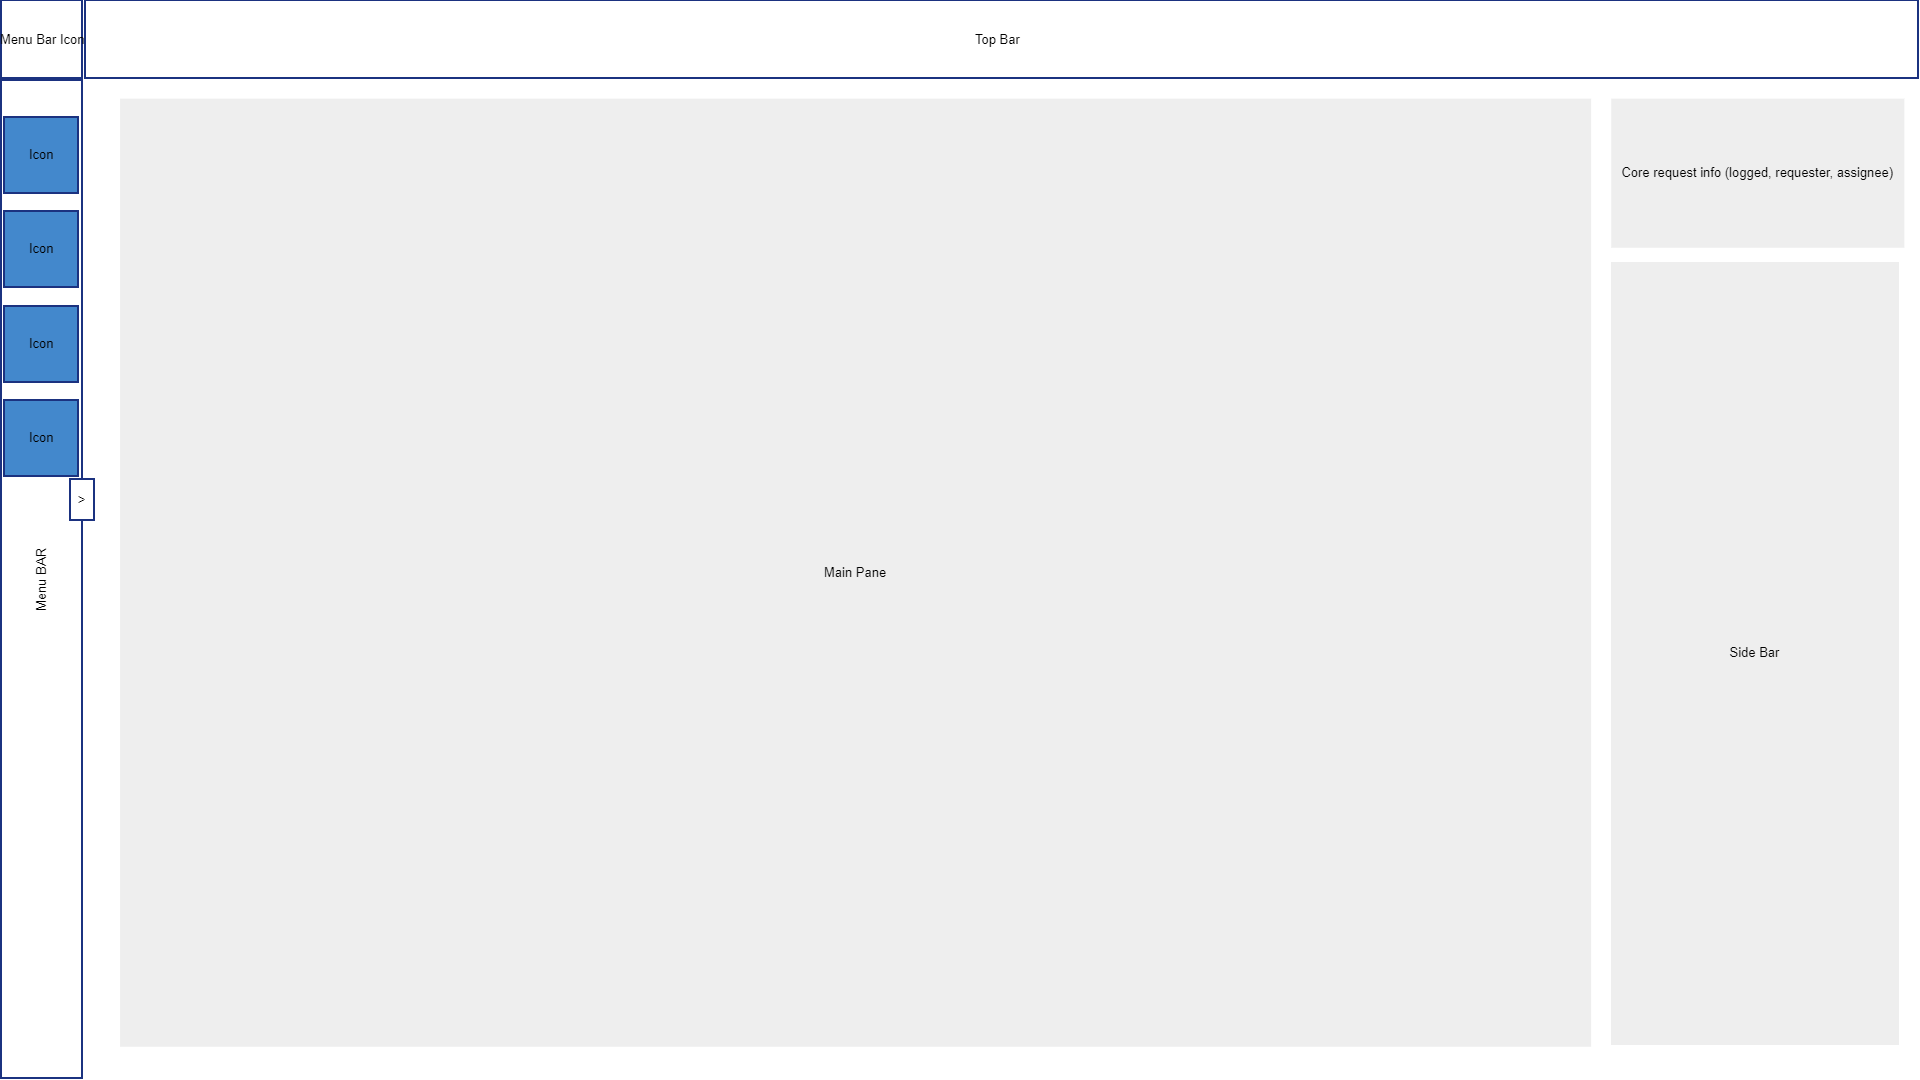 Menu Bar Icon
Top Bar
Icon
Icon
Icon
Icon
>
Menu BAR
Main Pane
Core request info (logged, requester, assignee)
Side Bar